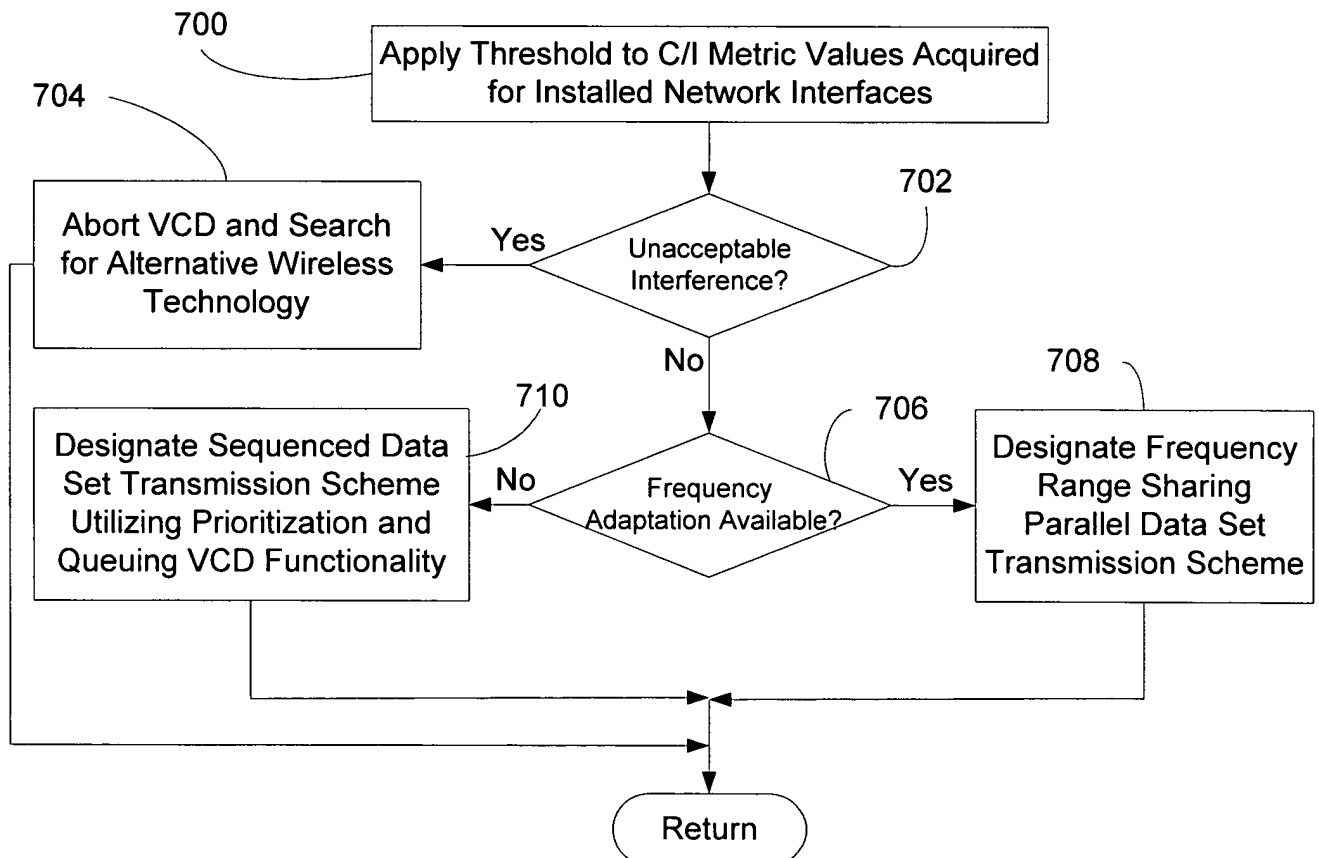 700
Apply Threshold to C/I Metric Values Acquired
for Installed Network Interfaces
704
702
Abort VCD and Search
for Alternative Wireless
Technology
Yes
Unacceptable
Interference?
No
708
710
706
Designate Sequenced Data
Set Transmission Scheme
Utilizing Prioritization and
Queuing VCD Functionality
No
Frequency
Adaptation Available?
Yes
Designate Frequency
Range Sharing
Parallel Data Set
Transmission Scheme
Return